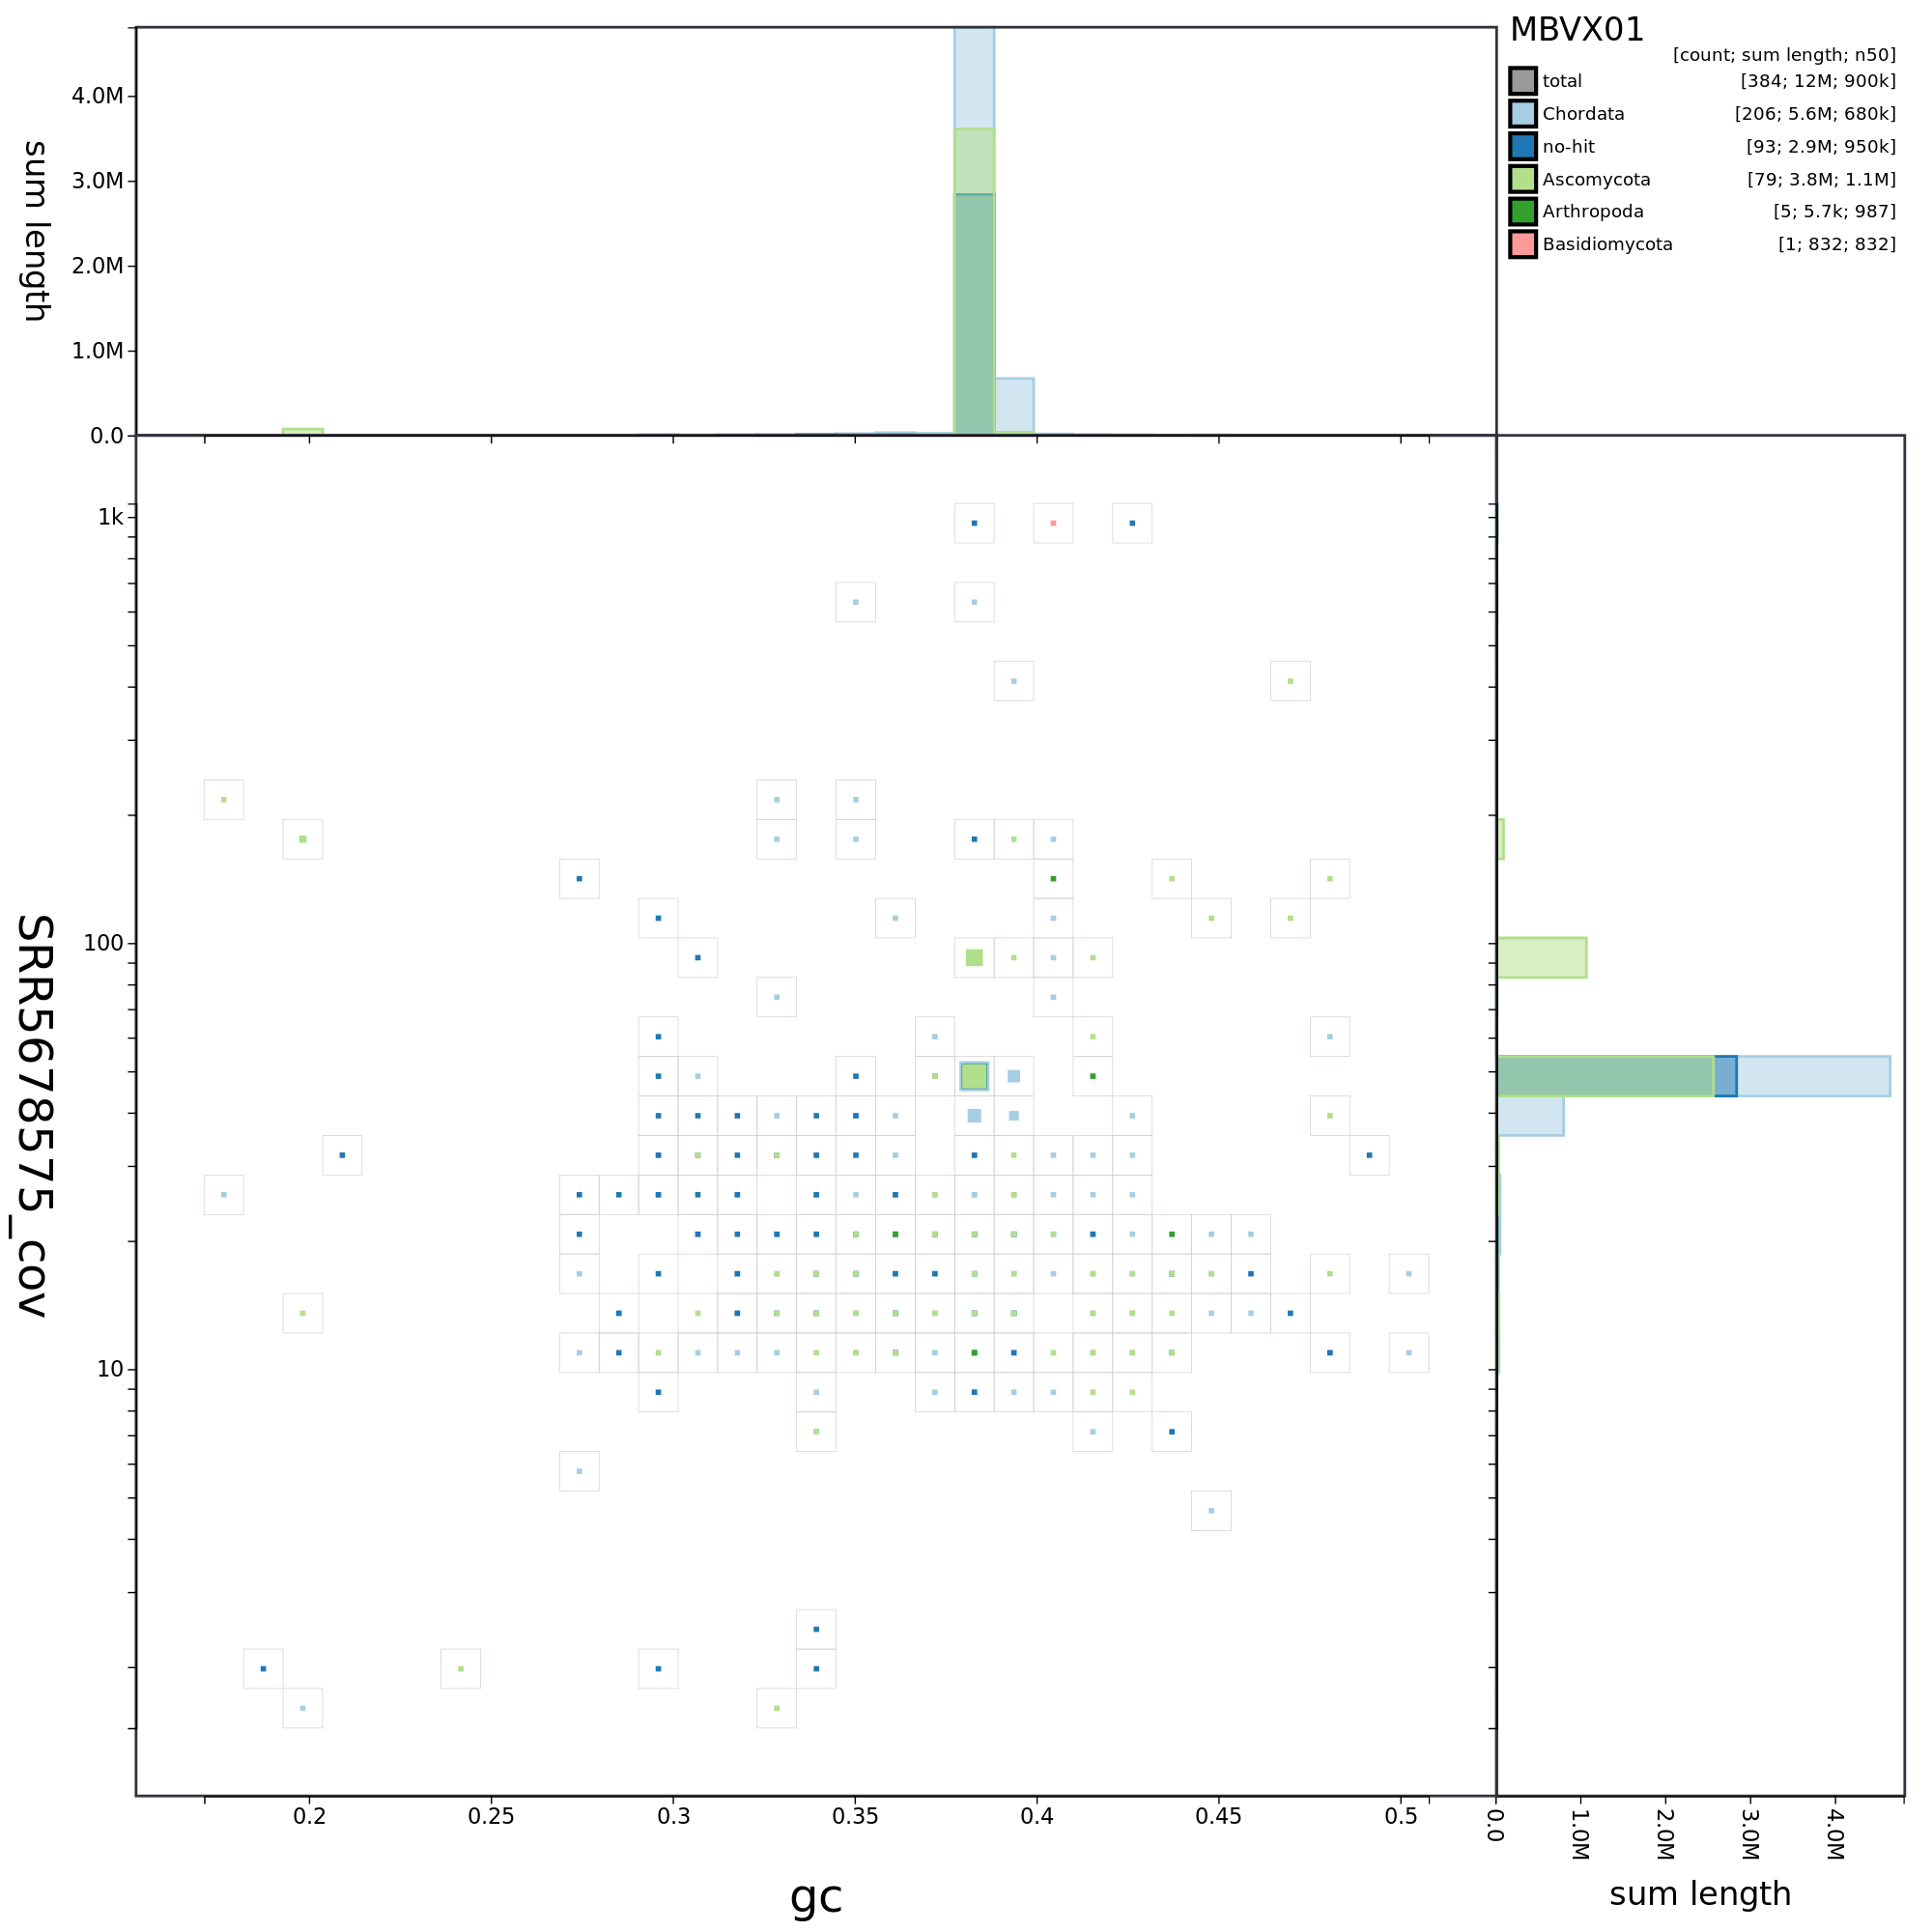 MBVX01
[count; sum length; n50]
total [384; 12M; 900k]
Chordata [206; 5.6M; 680k]
no-hit [93; 2.9M; 950k]
Ascomycota [79; 3.8M; 1.1M]
Arthropoda [5; 5.7k; 987]
Basidiomycota [1; 832; 832]
sum length
4.0M
3.0M
2.0M
1.0M
0.0
SRR5678575_cov
1k
100
10
0.2 0.25 0.3 0.35 0.4 0.45 0.5
gc
0.0 1.0M 2.0M 3.0M 4.0M
sum length